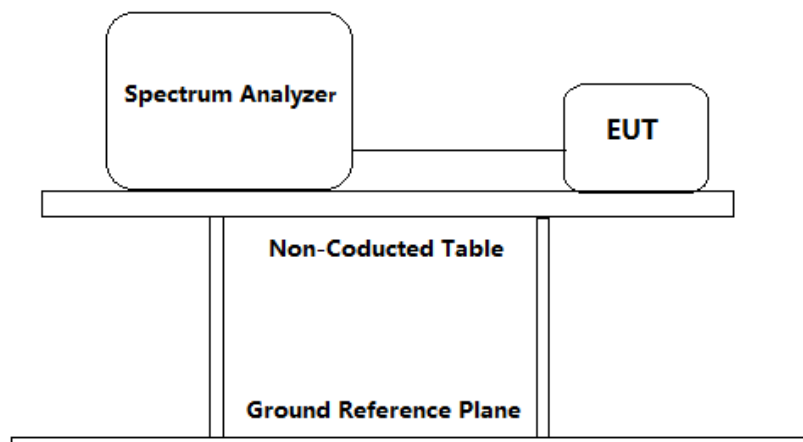 Spectrum Analyzer
EUT
Non-Coducted Table
Ground Reference Plane